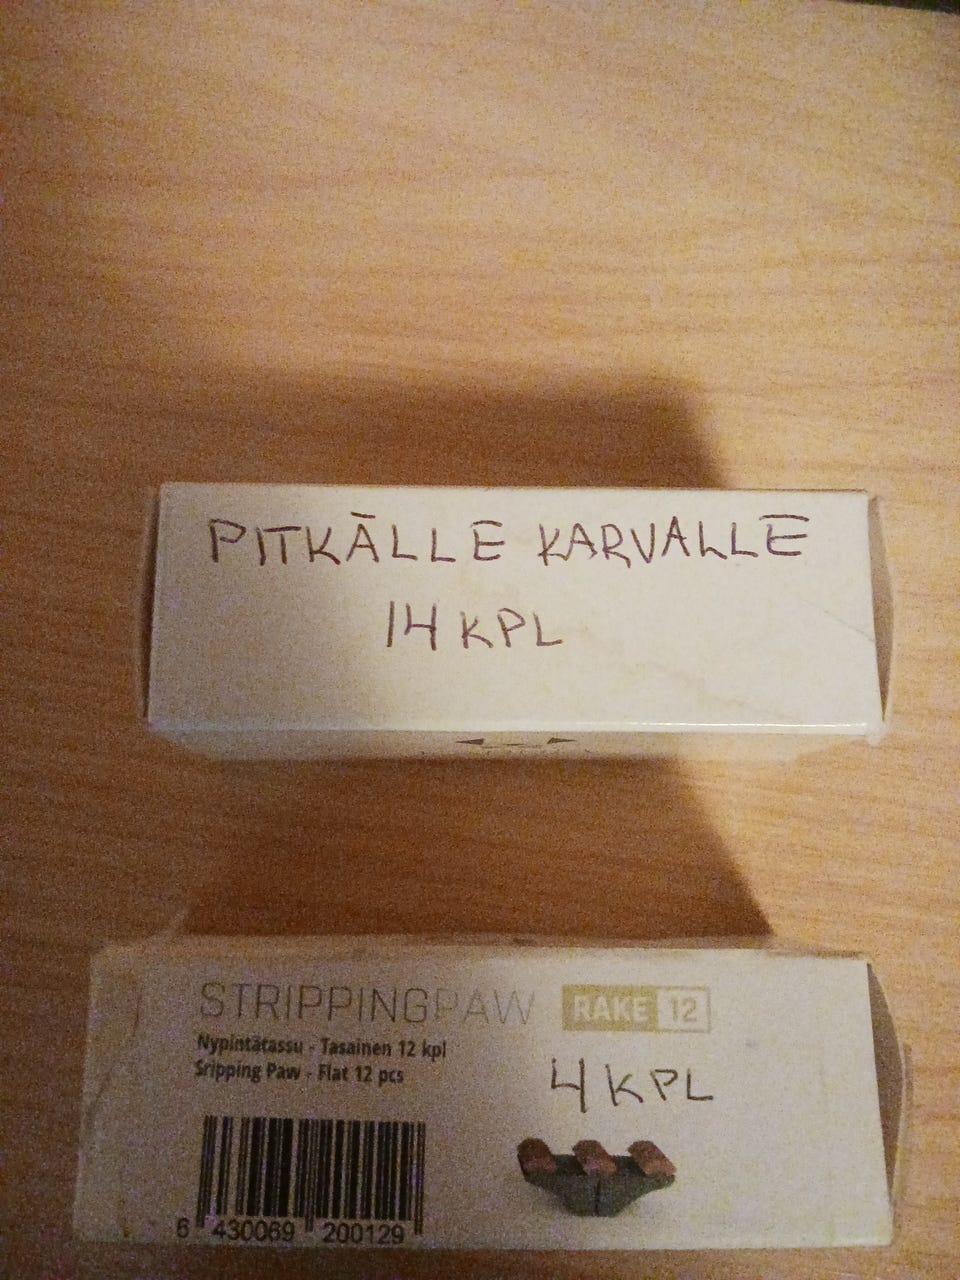 PITKÄLLE KARVALLE
14 KPL
STRIPPINGPAW RAKE 12
Nypintätassu - Tasainen 12 kpl
Sripping Paw - Flat 12 pcs
4 KPL
6 430069 200129